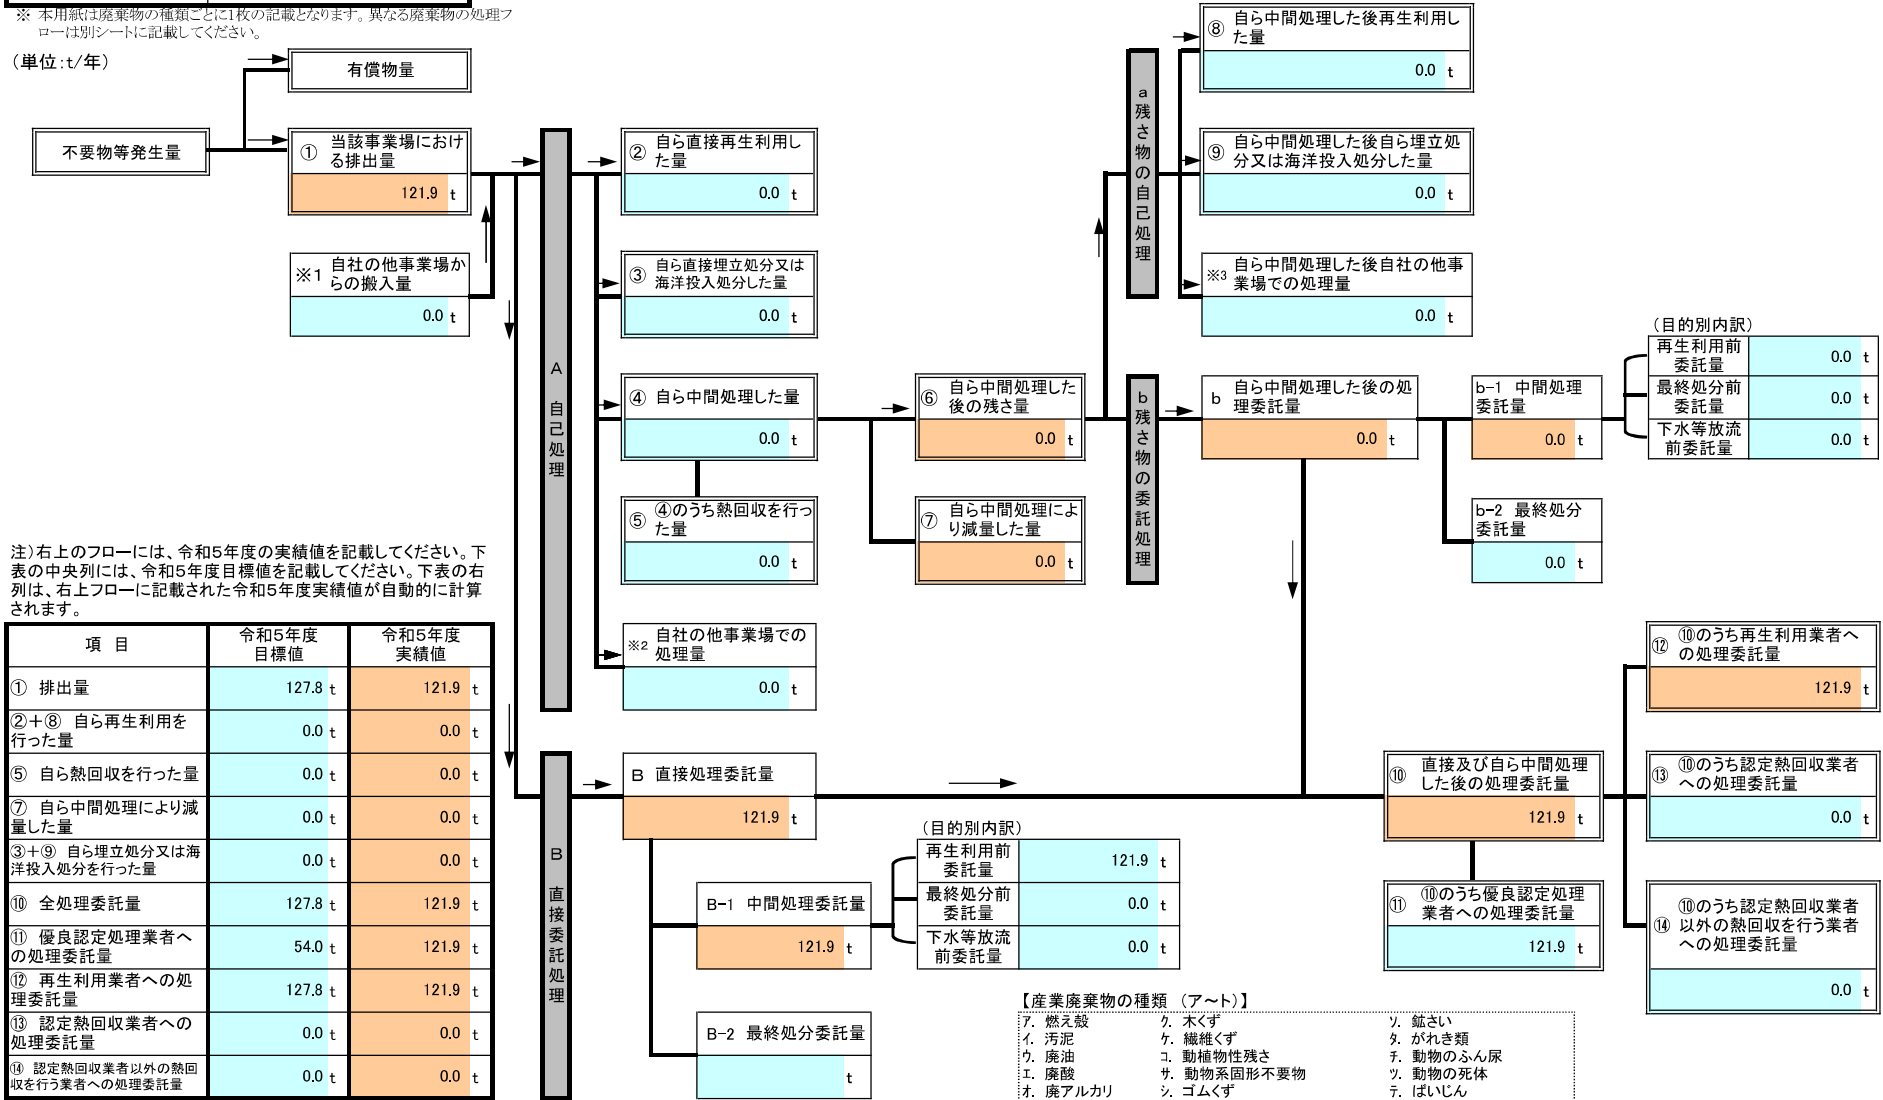 ※ 本用紙は廃棄物の種類ごとに1枚の記載となります。異なる廃棄物の処理フ
ローは別シートに記載してください。
(単位:t/年)
有償物量
不要物等発生量
① 当該事業場におけ
る排出量
121.9 t
※1 自社の他事業場か
らの搬入量
0.0 t
A 自己処理
② 自ら直接再生利用し
た量
0.0 t
③ 自ら直接埋立処分又は
海洋投入処分した量
0.0 t
④ 自ら中間処理した量
0.0 t
⑤ ④のうち熱回収を行っ
た量
0.0 t
※2 自社の他事業場での
処理量
0.0 t
⑥ 自ら中間処理した
後の残さ量
0.0 t
⑦ 自ら中間処理によ
り減量した量
0.0 t
a 残さ物の自己処理
⑧ 自ら中間処理した後再生利用し
た量
0.0 t
⑨ 自ら中間処理した後自ら埋立処
分又は海洋投入処分した量
0.0 t
※3 自ら中間処理した後自社の他事
業場での処理量
0.0 t
b 残さ物の委託処理
b 自ら中間処理した後の処
理委託量
0.0 t
b-1 中間処理
委託量
0.0 t
b-2 最終処分
委託量
0.0 t
(目的別内訳)
再生利用前
委託量 0.0 t
最終処分前
委託量 0.0 t
下水等放流
前委託量 0.0 t
注)右上のフローには、令和5年度の実績値を記載してください。下
表の中央列には、令和5年度目標値を記載してください。下表の右
列は、右上フローに記載された令和5年度実績値が自動的に計算
されます。
項 目 令和5年度
目標値 令和5年度
実績値
① 排出量 127.8 t 121.9 t
②+⑧ 自ら再生利用を
行った量 0.0 t 0.0 t
⑤ 自ら熱回収を行った量 0.0 t 0.0 t
⑦ 自ら中間処理により減
量した量 0.0 t 0.0 t
③+⑨ 自ら埋立処分又は海
洋投入処分を行った量 0.0 t 0.0 t
⑩ 全処理委託量 127.8 t 121.9 t
⑪ 優良認定処理業者へ
の処理委託量 54.0 t 121.9 t
⑫ 再生利用業者への処
理委託量 127.8 t 121.9 t
⑬ 認定熱回収業者への
処理委託量 0.0 t 0.0 t
⑭ 認定熱回収業者以外の熱回
収を行う業者への処理委託量 0.0 t 0.0 t
B 直接委託処理
B 直接処理委託量
121.9 t
B-1 中間処理委託量
121.9 t
B-2 最終処分委託量
t
(目的別内訳)
再生利用前
委託量 121.9 t
最終処分前
委託量 0.0 t
下水等放流
前委託量 0.0 t
⑩ 直接及び自ら中間処理
した後の処理委託量
121.9 t
⑪ ⑩のうち優良認定処理
業者への処理委託量
121.9 t
⑫ ⑩のうち再生利用業者へ
の処理委託量
121.9 t
⑬ ⑩のうち認定熱回収業者
への処理委託量
0.0 t
⑭ ⑩のうち認定熱回収業者
以外の熱回収を行う業者
への処理委託量
0.0 t
【産業廃棄物の種類 (ア~ト)】
ア. 燃え殻 ク. 木くず ソ. 鉱さい
イ. 汚泥 ケ. 繊維くず タ. がれき類
ウ. 廃油 コ. 動植物性残さ チ. 動物のふん尿
エ. 廃酸 サ. 動物系固形不要物 ツ. 動物の死体
オ. 廃アルカリ シ. ゴムくず テ. ばいじん